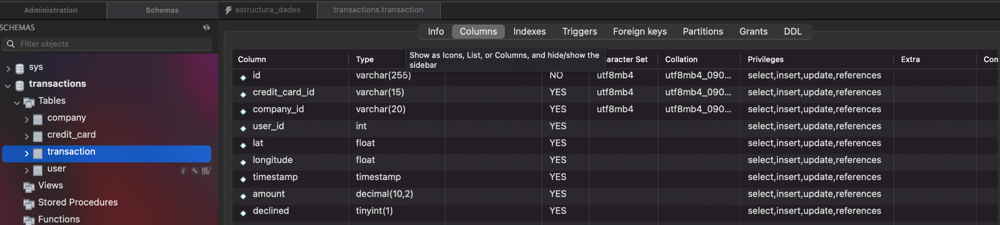 Administration
Schemas
estructura_dades
transactions.transaction
SCHEMAS
Filter objects
sys
transactions
Tables
company
credit_card
transaction
user
Views
Stored Procedures
Functions
Info Columns Indexes Triggers Foreign keys Partitions Grants DDL
Show as Icons, List, or Columns, and hide/show the
sidebar
Column Type aracter Set Collation Privileges Extra Com
id varchar(255) NO utf8mb4 utf8mb4_090... select,insert,update,references
credit_card_id varchar(15) YES utf8mb4 utf8mb4_090... select,insert,update,references
company_id varchar(20) YES utf8mb4 utf8mb4_090... select,insert,update,references
user_id int YES select,insert,update,references
lat float YES select,insert,update,references
longitude float YES select,insert,update,references
timestamp timestamp YES select,insert,update,references
amount decimal(10,2) YES select,insert,update,references
declined tinyint(1) YES select,insert,update,references